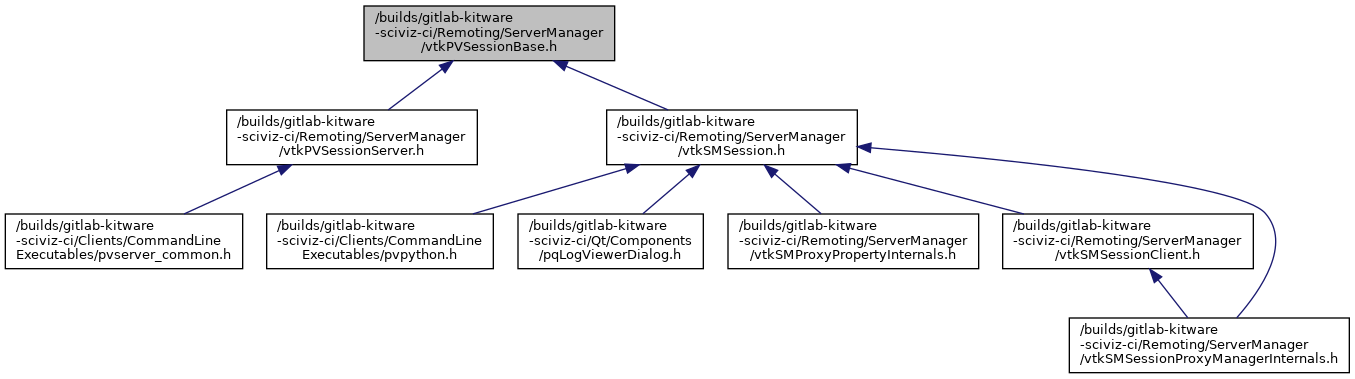 /builds/gitlab-kitware
-sciviz-ci/Remoting/ServerManager
/vtkPVSessionBase.h
/builds/gitlab-kitware
-sciviz-ci/Remoting/ServerManager
/vtkPVSessionServer.h
/builds/gitlab-kitware
-sciviz-ci/Remoting/ServerManager
/vtkSMSession.h
/builds/gitlab-kitware
-sciviz-ci/Clients/CommandLine
Executables/pvserver_common.h
/builds/gitlab-kitware
-sciviz-ci/Clients/CommandLine
Executables/pvpython.h
/builds/gitlab-kitware
-sciviz-ci/Qt/Components
/pqLogViewerDialog.h
/builds/gitlab-kitware
-sciviz-ci/Remoting/ServerManager
/vtkSMProxyPropertyInternals.h
/builds/gitlab-kitware
-sciviz-ci/Remoting/ServerManager
/vtkSMSessionClient.h
/builds/gitlab-kitware
-sciviz-ci/Remoting/ServerManager
/vtkSMSessionProxyManagerInternals.h